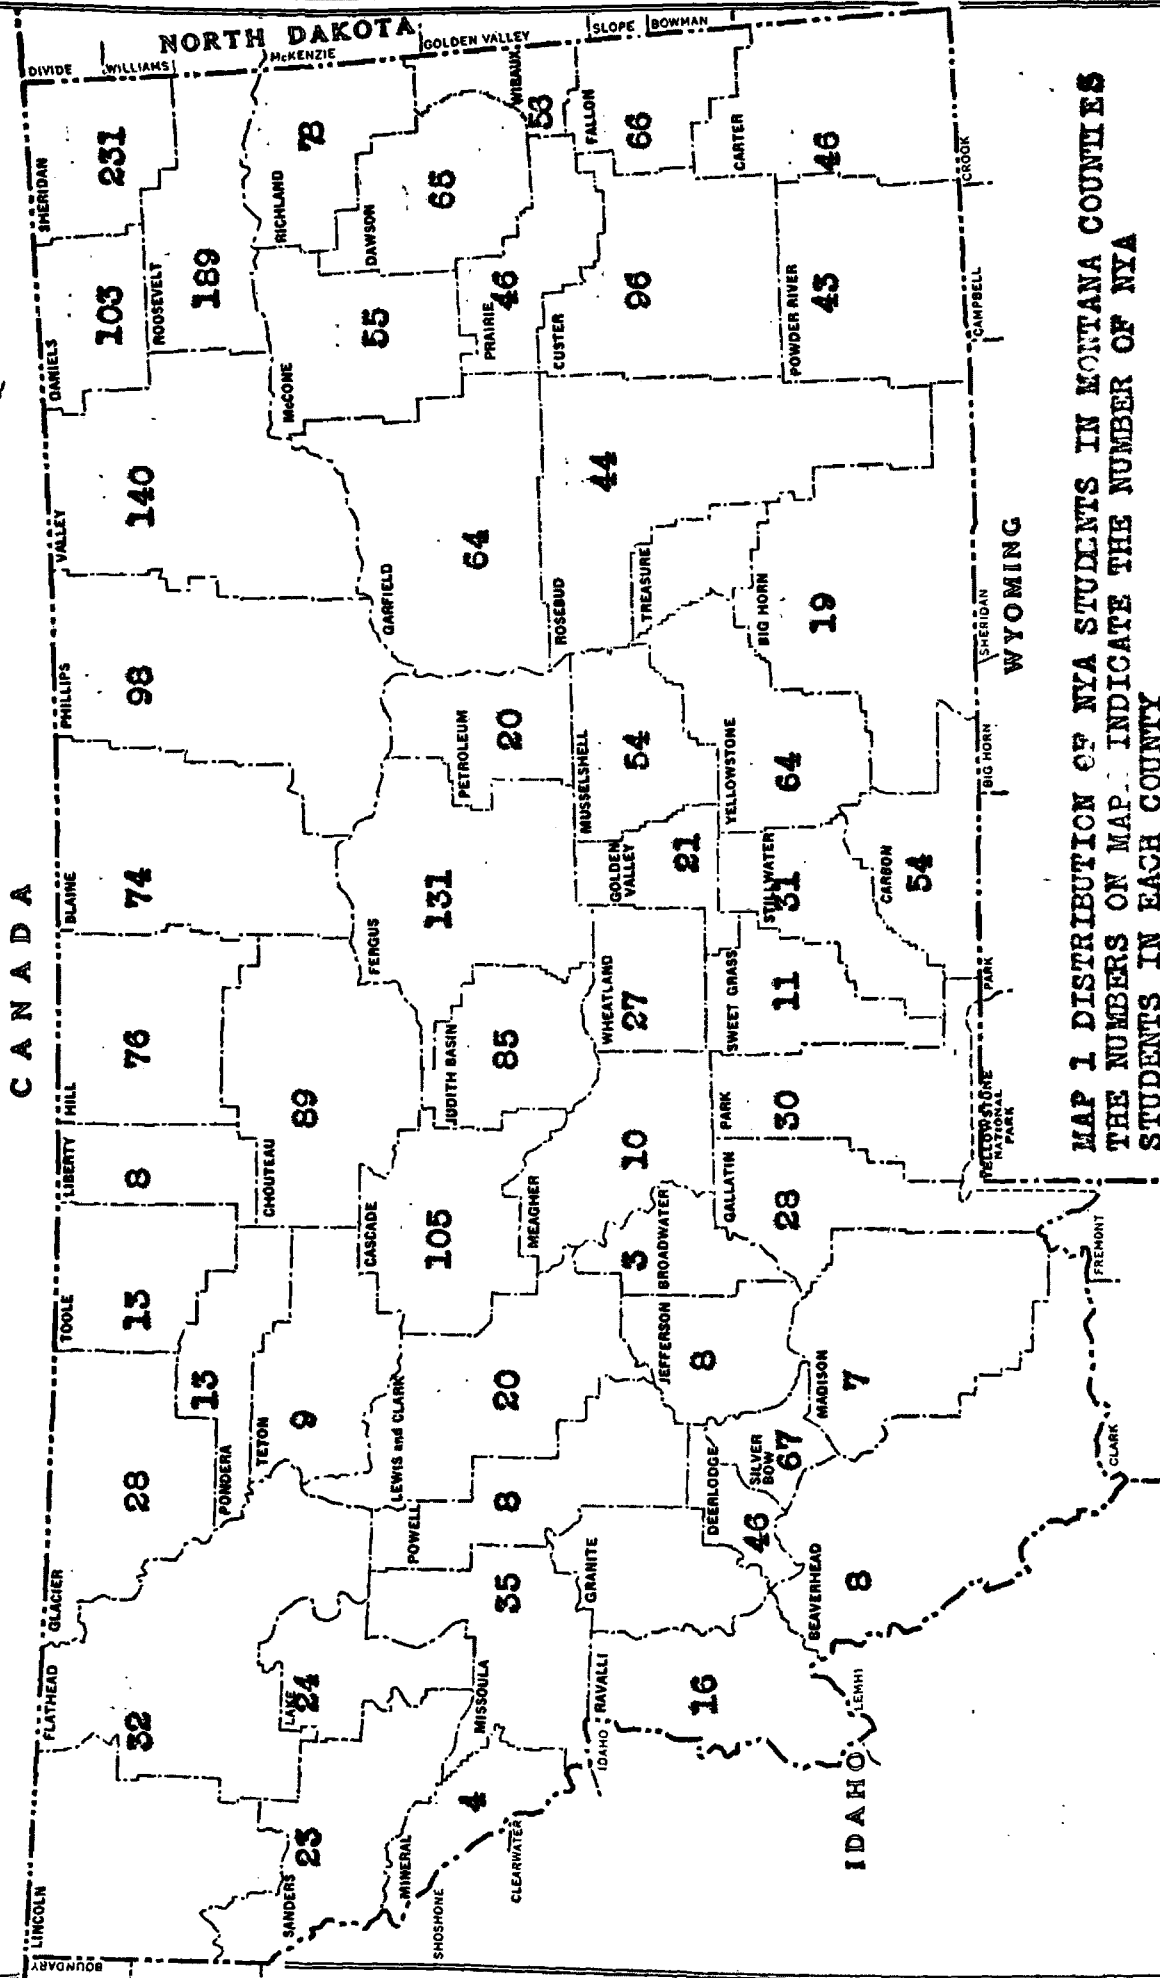 CANADA
NORTH DAKOTA
BOUNDARY
LINCOLN
FLATHEAD
32
GLACIER
28
TOOLE
13
LIBERTY
8
HILL
76
BLAINE
74
PHILLIPS
98
VALLEY
140
DANIELS
103
SHERIDAN
231
DIVIDE
WILLIAMS
McKENZIE
GOLDEN VALLEY
SLOPE
BOWMAN
PONDERA
13
TETON
9
CHOUTEAU
89
ROOSEVELT
189
RICHLAND
78
SANDERS
23
LAKE
24
LEWIS and CLARK
20
CASCADE
105
FERGUS
131
JUDITH BASIN
85
PETROLEUM
20
GARFIELD
64
McCONE
55
DAWSON
65
PRAIRIE
46
WIBAUX
53
MINERAL
4
MISSOULA
35
POWELL
8
MEAGHER
10
SHOSHONE
CLEARWATER
IDAHO
RAVALLI
16
GRANITE
DEERLODGE
46
SILVER
BOW
67
JEFFERSON
8
BROADWATER
3
WHEATLAND
27
GOLDEN
VALLEY
21
MUSSELSHELL
54
ROSEBUD
44
TREASURE
CUSTER
96
FALLON
66
CARTER
46
POWDER RIVER
43
BEAVERHEAD
8
MADISON
7
GALLATIN
28
PARK
30
SWEET GRASS
11
STILLWATER
31
YELLOWSTONE
64
CARBON
54
BIG HORN
19
IDAHO
LEMHI
CLARK
FREMONT
YELLOWSTONE
NATIONAL
PARK
PARK
BIG HORN
SHERIDAN
WYOMING
CAMPBELL
CROOK
MAP 1 DISTRIBUTION OF NYA STUDENTS IN MONTANA COUNTIES
THE NUMBERS ON MAP INDICATE THE NUMBER OF NYA
STUDENTS IN EACH COUNTY